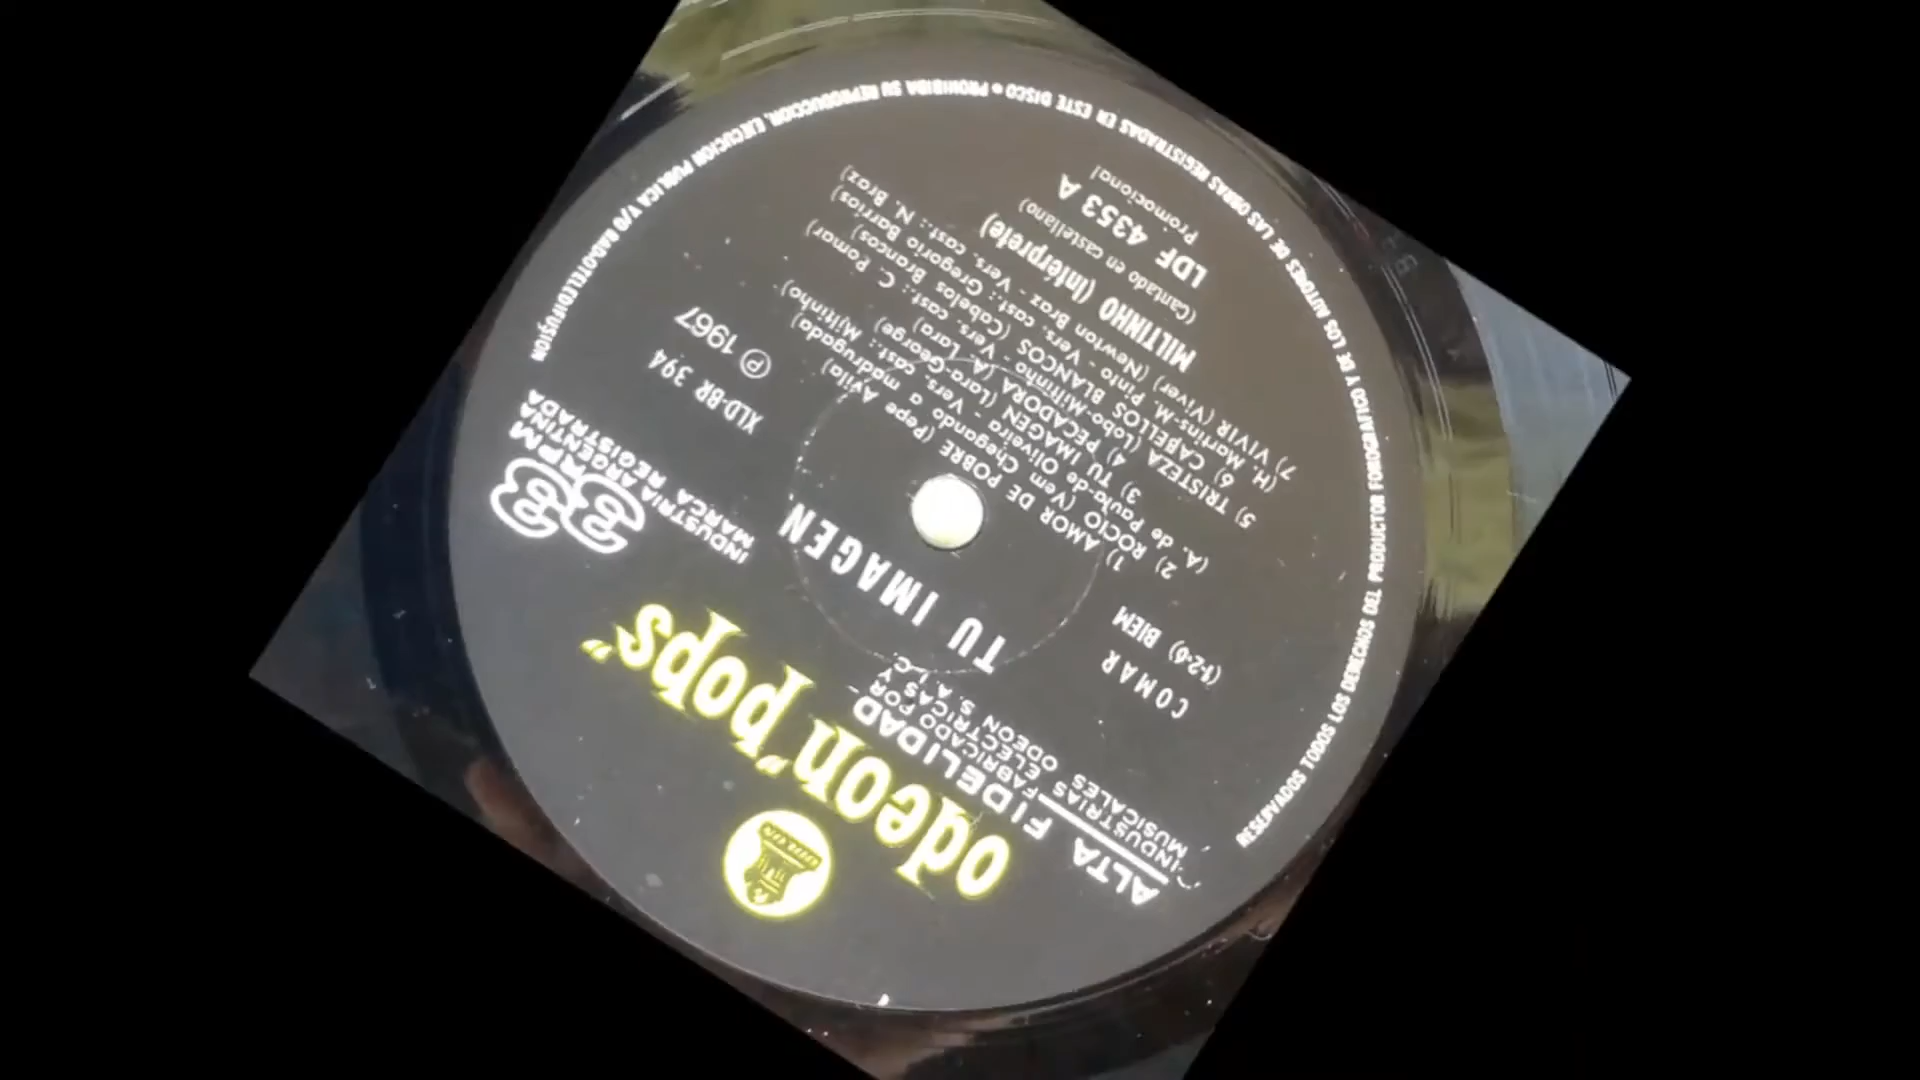 odeon "pops"
ALTA FIDELIDAD
INDUSTRIAS ELECTRICAS Y
MUSICALES ODEON S. A. I. C.
FABRICADO POR
INDUSTRIA ARGENTINA
MARCA REGISTRADA
33 RPM
TU IMAGEN
COMAR
(1-2-6) BIEM
XLD-BR 394
Ⓟ 1967
1) AMOR DE POBRE (Pepe Avila)
2) ROCIO (Vem Chegando a madrugada)
(A. de Paula-de Oliveira - Vers. cast.: Miltinho)
3) TU IMAGEN (Lara-George)
4) PECADORA (A. Lara)
5) TRISTEZA (Lobo-Miltinho - Vers. cast.: C. Pomar)
6) CABELLOS BLANCOS (Cabelos Brancos)
(H. Martins-M. Pinto - Vers. cast.: Gregorio Barrios)
7) VIVIR (Viver) (Newton Braz - Vers. cast.: N. Braz)
MILTINHO (Intérprete)
(Cantado en castellano)
LDF 4353 A
Promocional
RESERVADOS TODOS LOS DERECHOS DEL PRODUCTOR FONOGRAFICO Y DE LOS AUTORES DE LAS OBRAS REGISTRADAS EN ESTE DISCO • PROHIBIDA SU REPRODUCCION, EJECUCION PUBLICA Y/O RADIOTELEDIFUSION